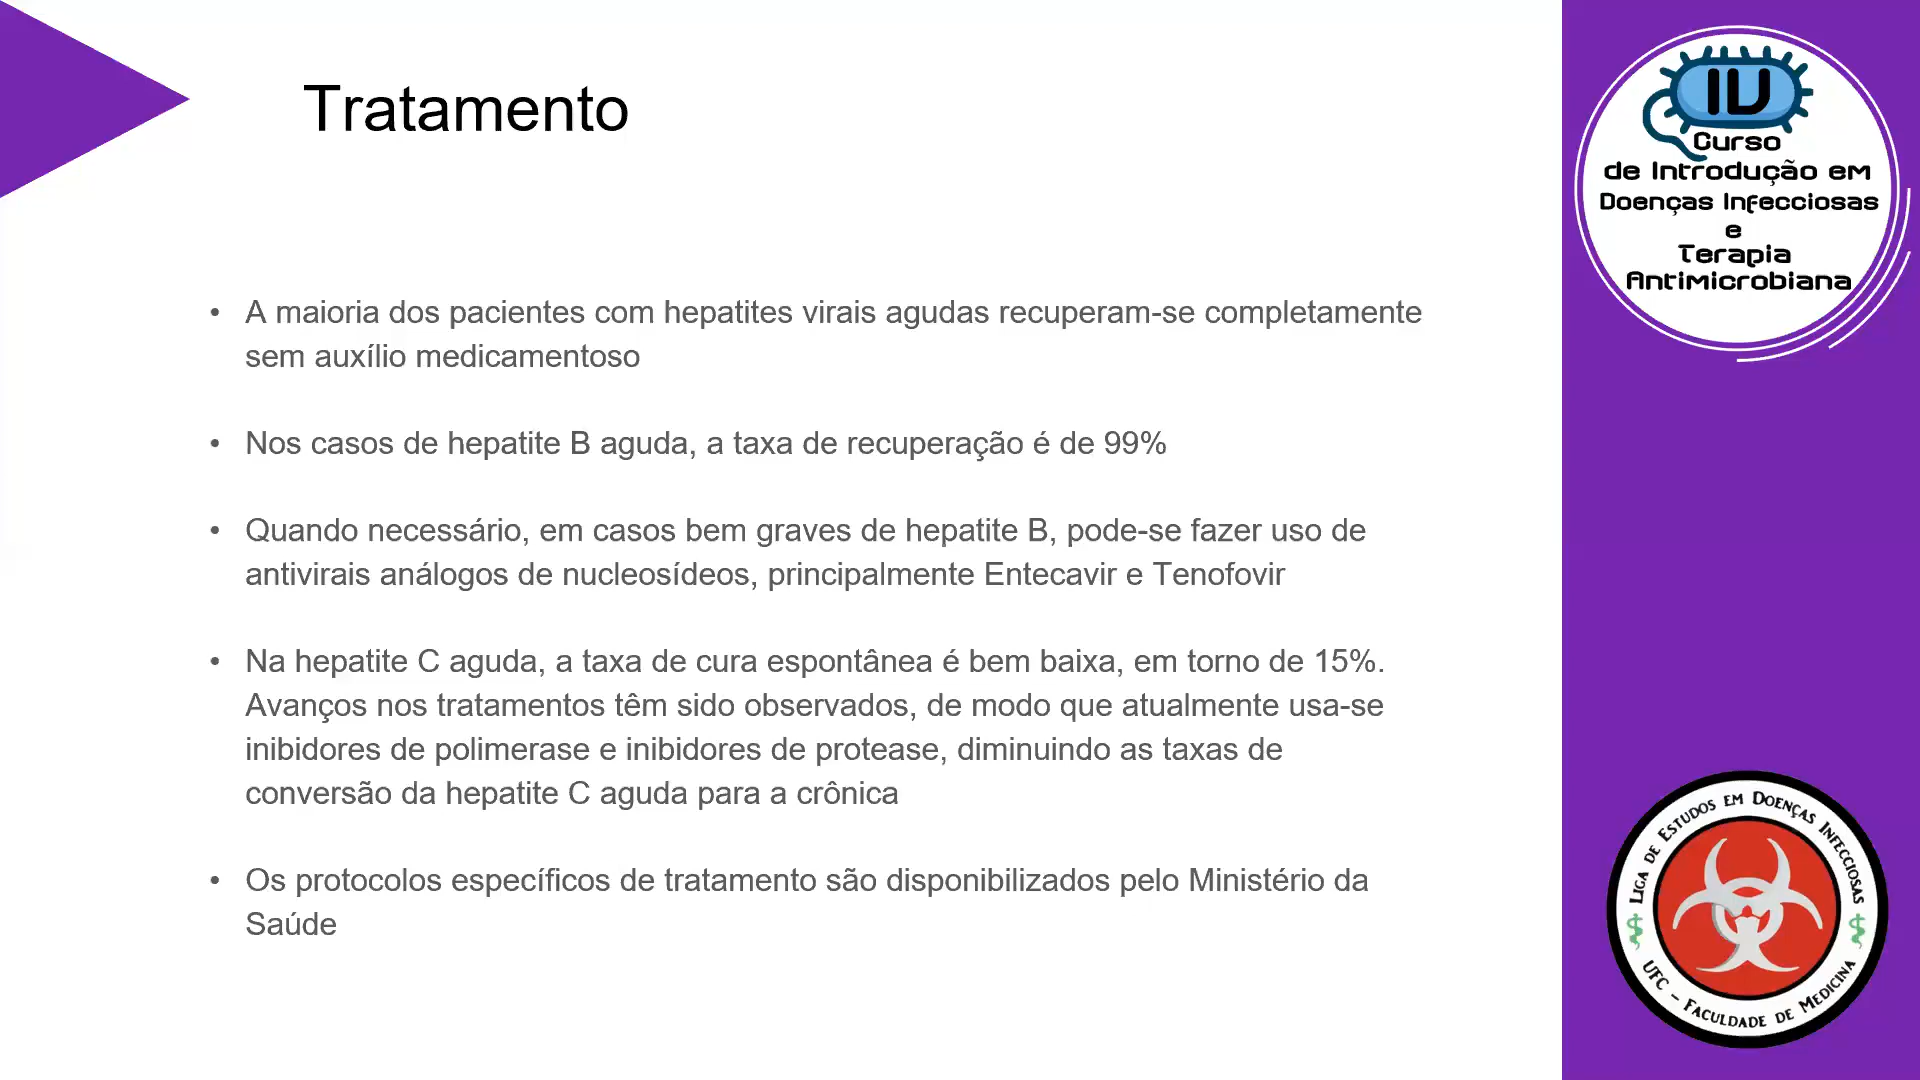 Tratamento
• A maioria dos pacientes com hepatites virais agudas recuperam-se completamente
sem auxílio medicamentoso
• Nos casos de hepatite B aguda, a taxa de recuperação é de 99%
• Quando necessário, em casos bem graves de hepatite B, pode-se fazer uso de
antivirais análogos de nucleosídeos, principalmente Entecavir e Tenofovir
• Na hepatite C aguda, a taxa de cura espontânea é bem baixa, em torno de 15%.
Avanços nos tratamentos têm sido observados, de modo que atualmente usa-se
inibidores de polimerase e inibidores de protease, diminuindo as taxas de
conversão da hepatite C aguda para a crônica
• Os protocolos específicos de tratamento são disponibilizados pelo Ministério da
Saúde
IV
Curso
de Introdução em
Doenças Infecciosas
e
Terapia
Antimicrobiana
Liga de Estudos em Doenças Infecciosas
UFC - Faculdade de Medicina